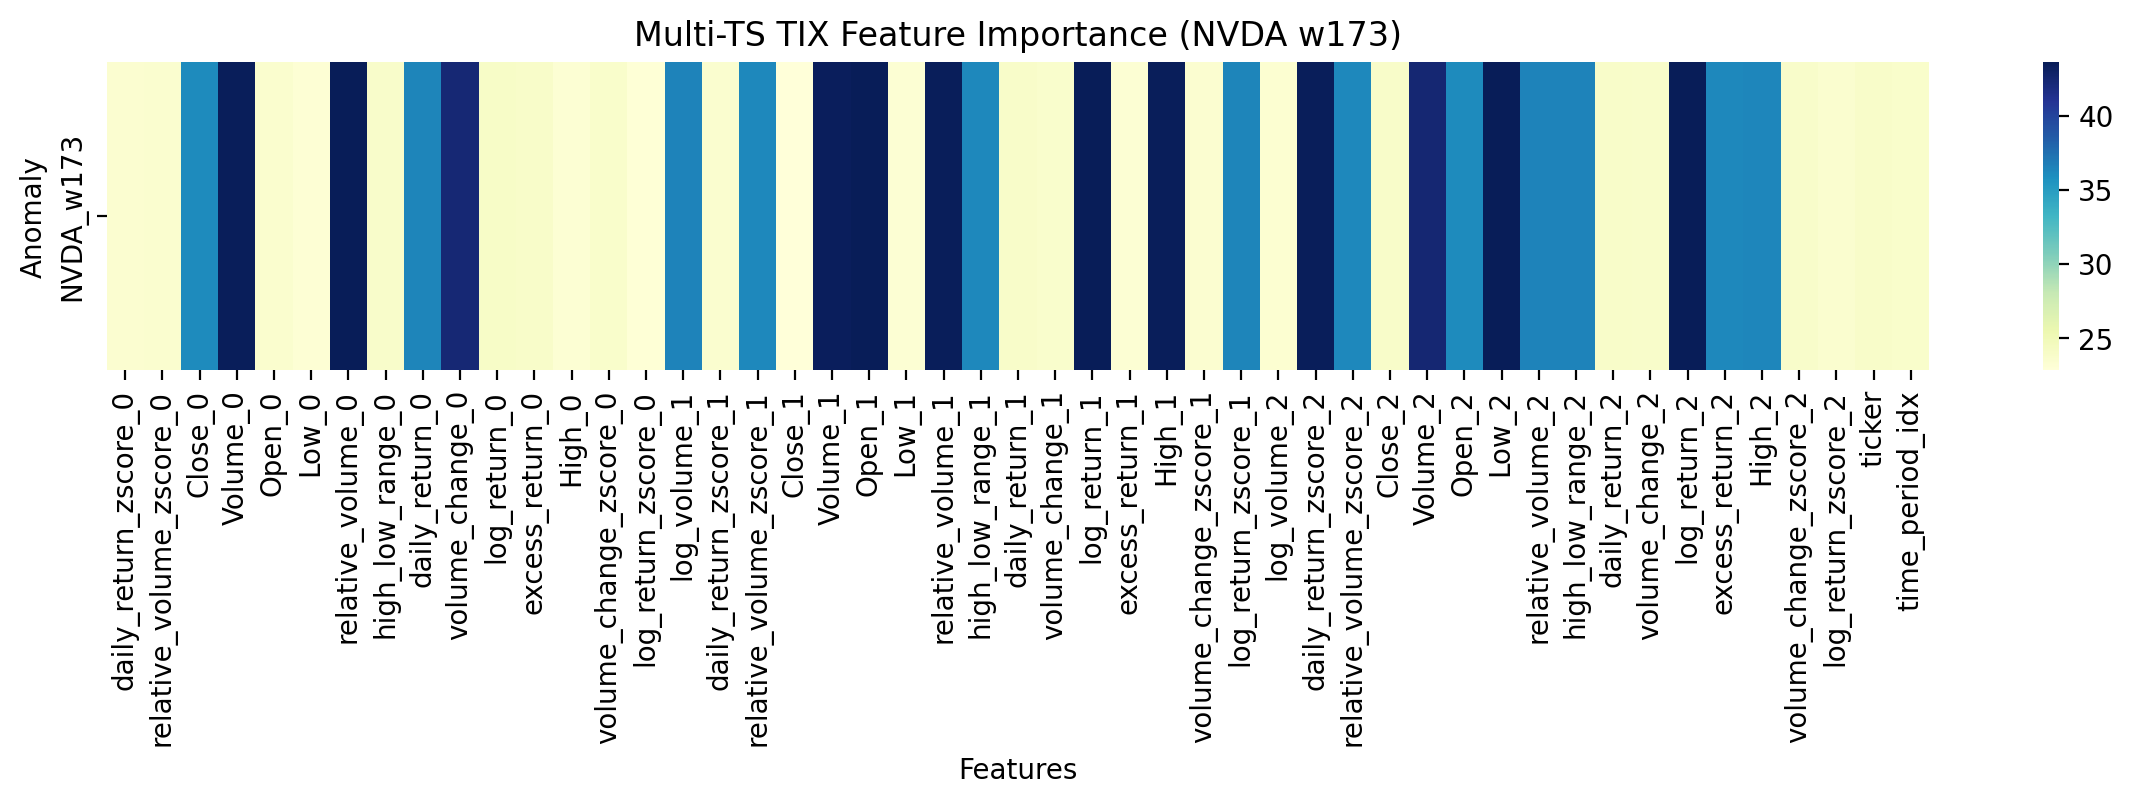 Multi-TS TIX Feature Importance (NVDA w173)
Anomaly
NVDA_w173
40
35
30
25
daily_return_zscore_0
relative_volume_zscore_0
Close_0
Volume_0
Open_0
Low_0
relative_volume_0
high_low_range_0
daily_return_0
volume_change_0
log_return_0
excess_return_0
High_0
volume_change_zscore_0
log_return_zscore_0
log_volume_1
daily_return_zscore_1
relative_volume_zscore_1
Close_1
Volume_1
Open_1
Low_1
relative_volume_1
high_low_range_1
daily_return_1
volume_change_1
log_return_1
excess_return_1
High_1
volume_change_zscore_1
log_return_zscore_1
log_volume_2
daily_return_zscore_2
relative_volume_zscore_2
Close_2
Volume_2
Open_2
Low_2
relative_volume_2
high_low_range_2
daily_return_2
volume_change_2
log_return_2
excess_return_2
High_2
volume_change_zscore_2
log_return_zscore_2
ticker
time_period_idx
Features